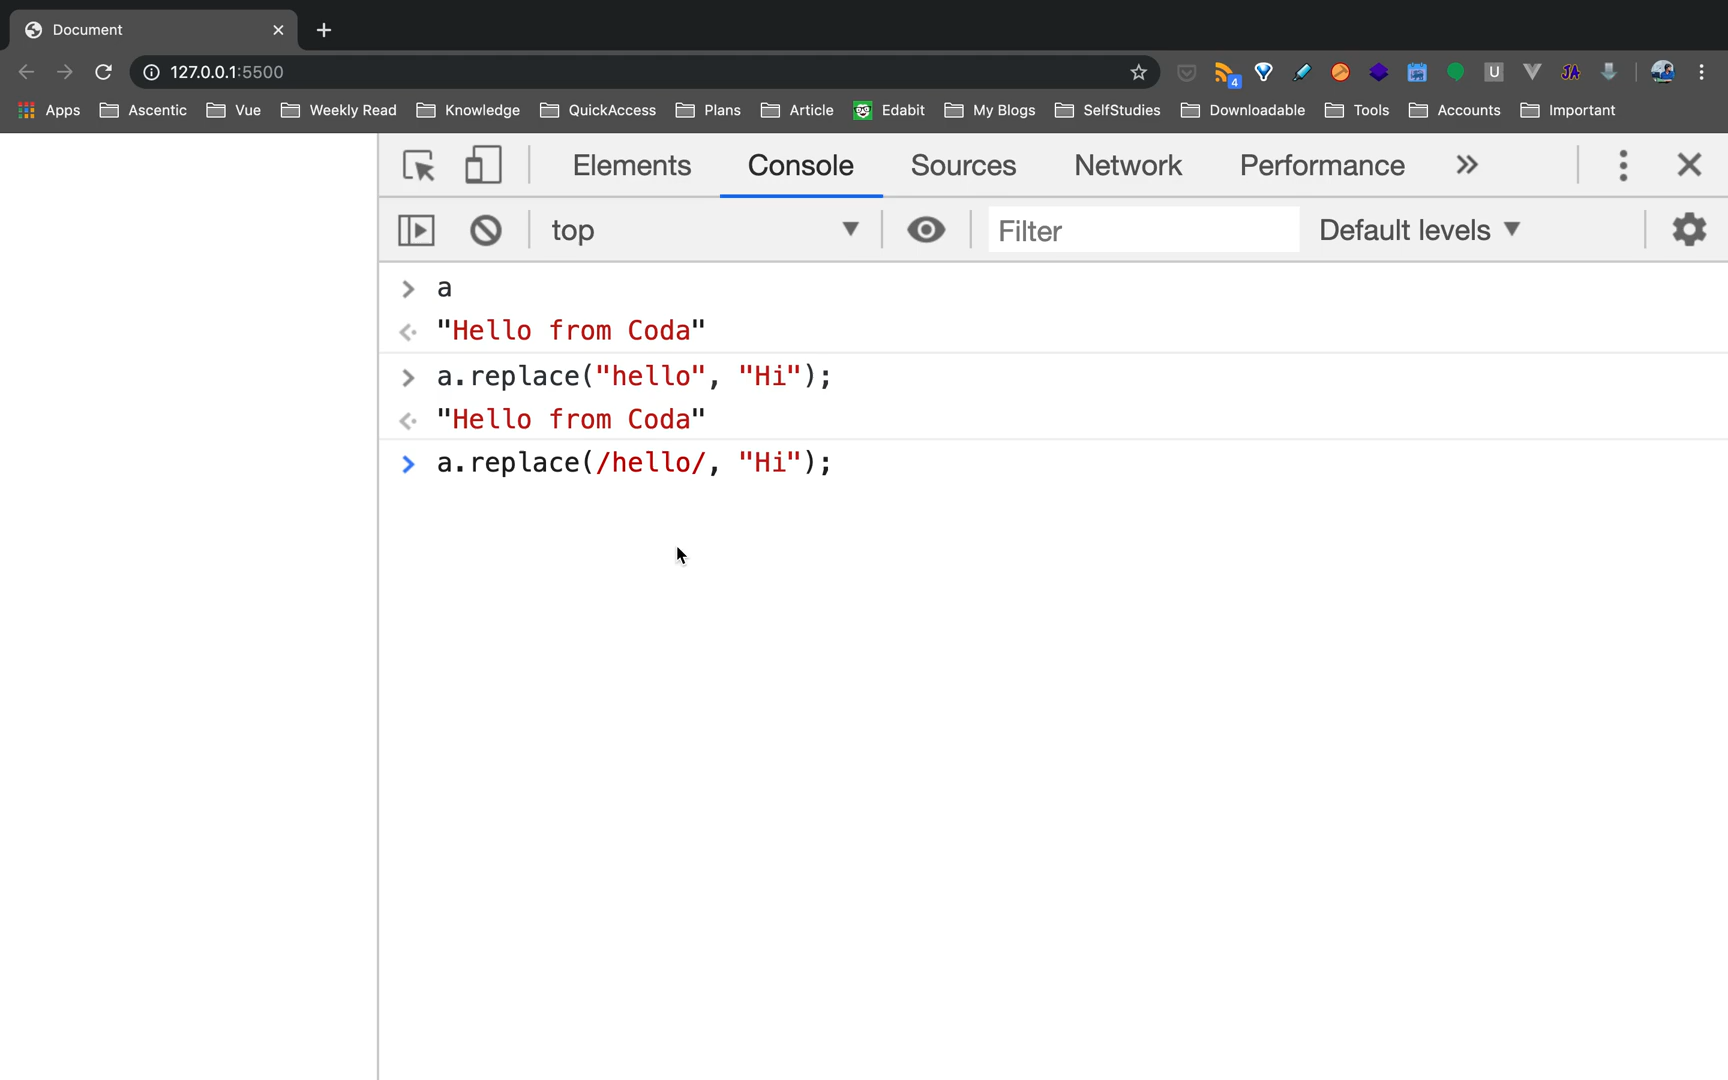 Document
127.0.0.1:5500
4 U JA
Apps Ascentic Vue Weekly Read Knowledge QuickAccess Plans Article Edabit My Blogs SelfStudies Downloadable Tools Accounts Important
Elements Console Sources Network Performance
top Filter Default levels
a
"Hello from Coda"
a.replace("hello", "Hi");
"Hello from Coda"
a.replace(/hello/, "Hi");